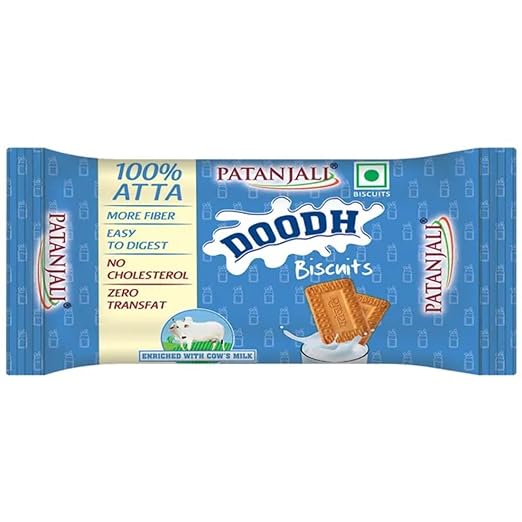 PATANJALI
100%
ATTA
MORE FIBER
EASY
TO DIGEST
NO
CHOLESTEROL
ZERO
TRANSFAT
ENRICHED WITH COW'S MILK
PATANJALI
BISCUITS
DOODH
Biscuits
PATANJALI